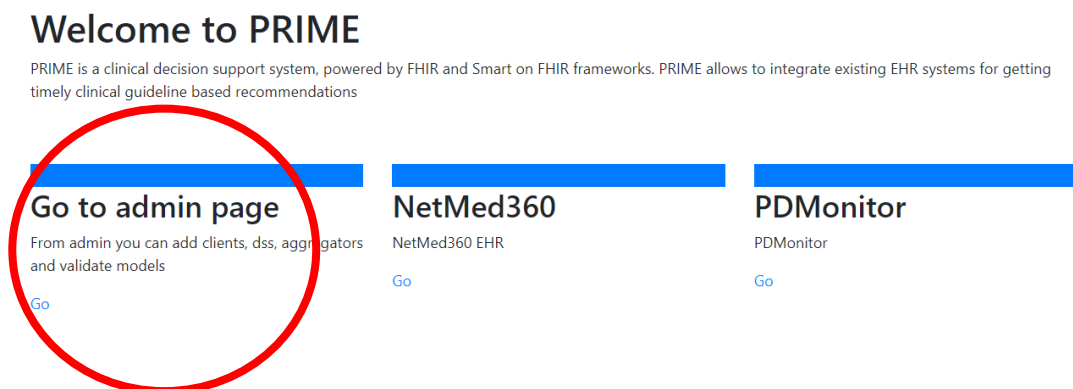 Welcome to PRIME
PRIME is a clinical decision support system, powered by FHIR and Smart on FHIR frameworks. PRIME allows to integrate existing EHR systems for getting
timely clinical guideline based recommendations
Go to admin page
From admin you can add clients, dss, aggregators
and validate models
Go
NetMed360
NetMed360 EHR
Go
PDMonitor
PDMonitor
Go